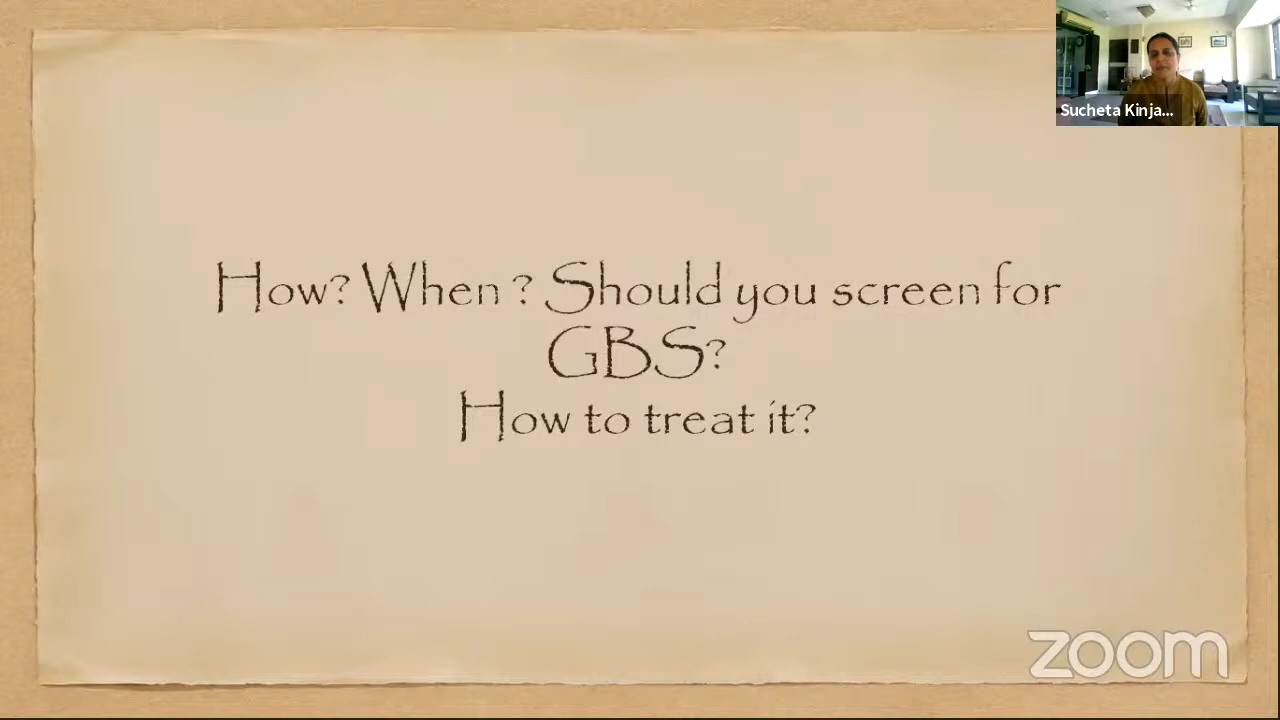 Sucheta Kinja...
How? When ? Should you screen for
GBS?
How to treat it?
zoom